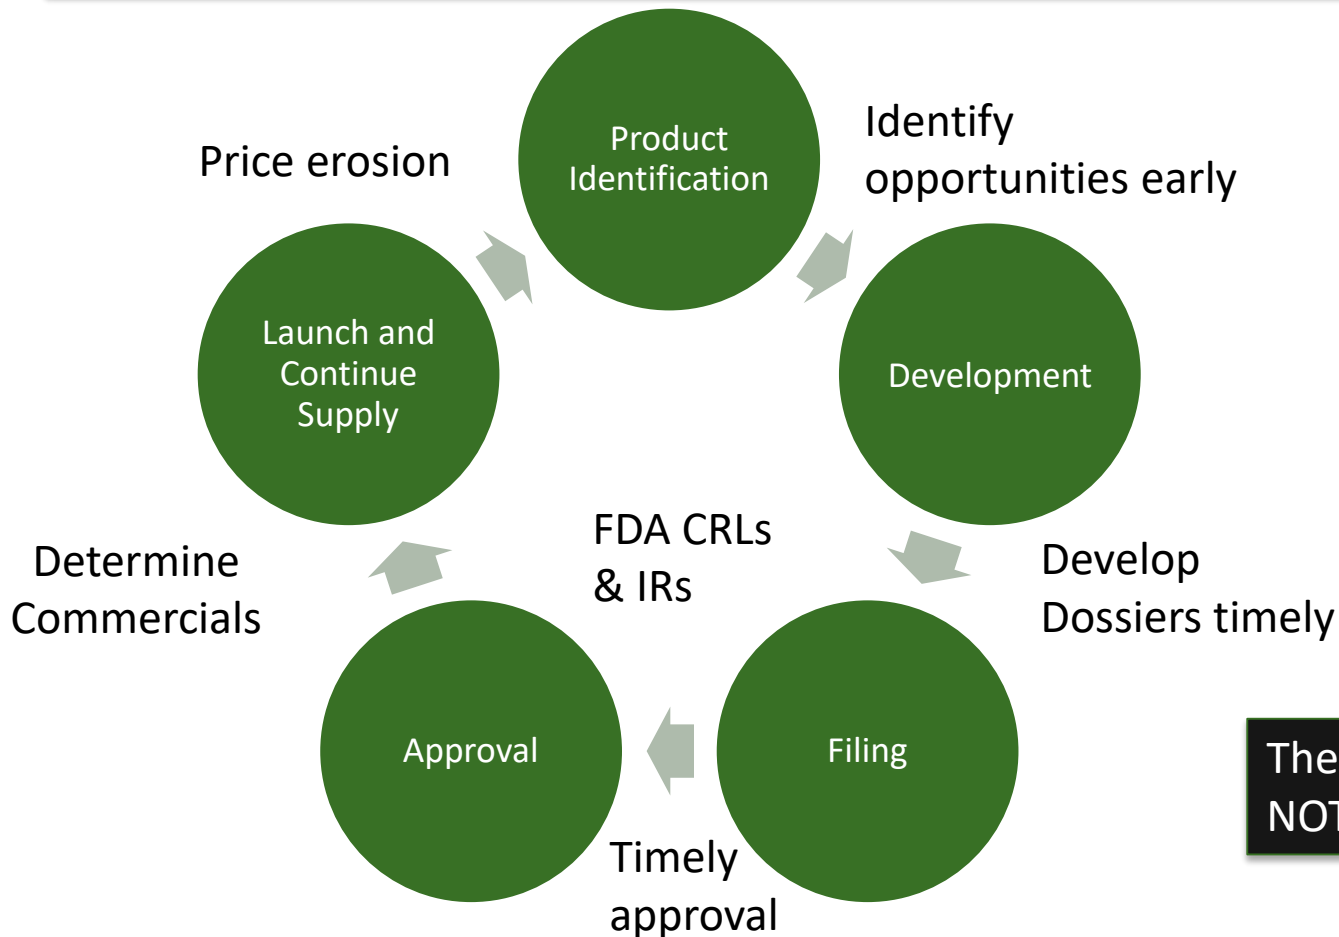 Product
Identification
Identify
opportunities early
Price erosion
Launch and
Continue
Supply
Development
FDA CRLs
& IRs
Determine
Commercials
Develop
Dossiers timely
Approval
Filing
The
NOT
Timely
approval